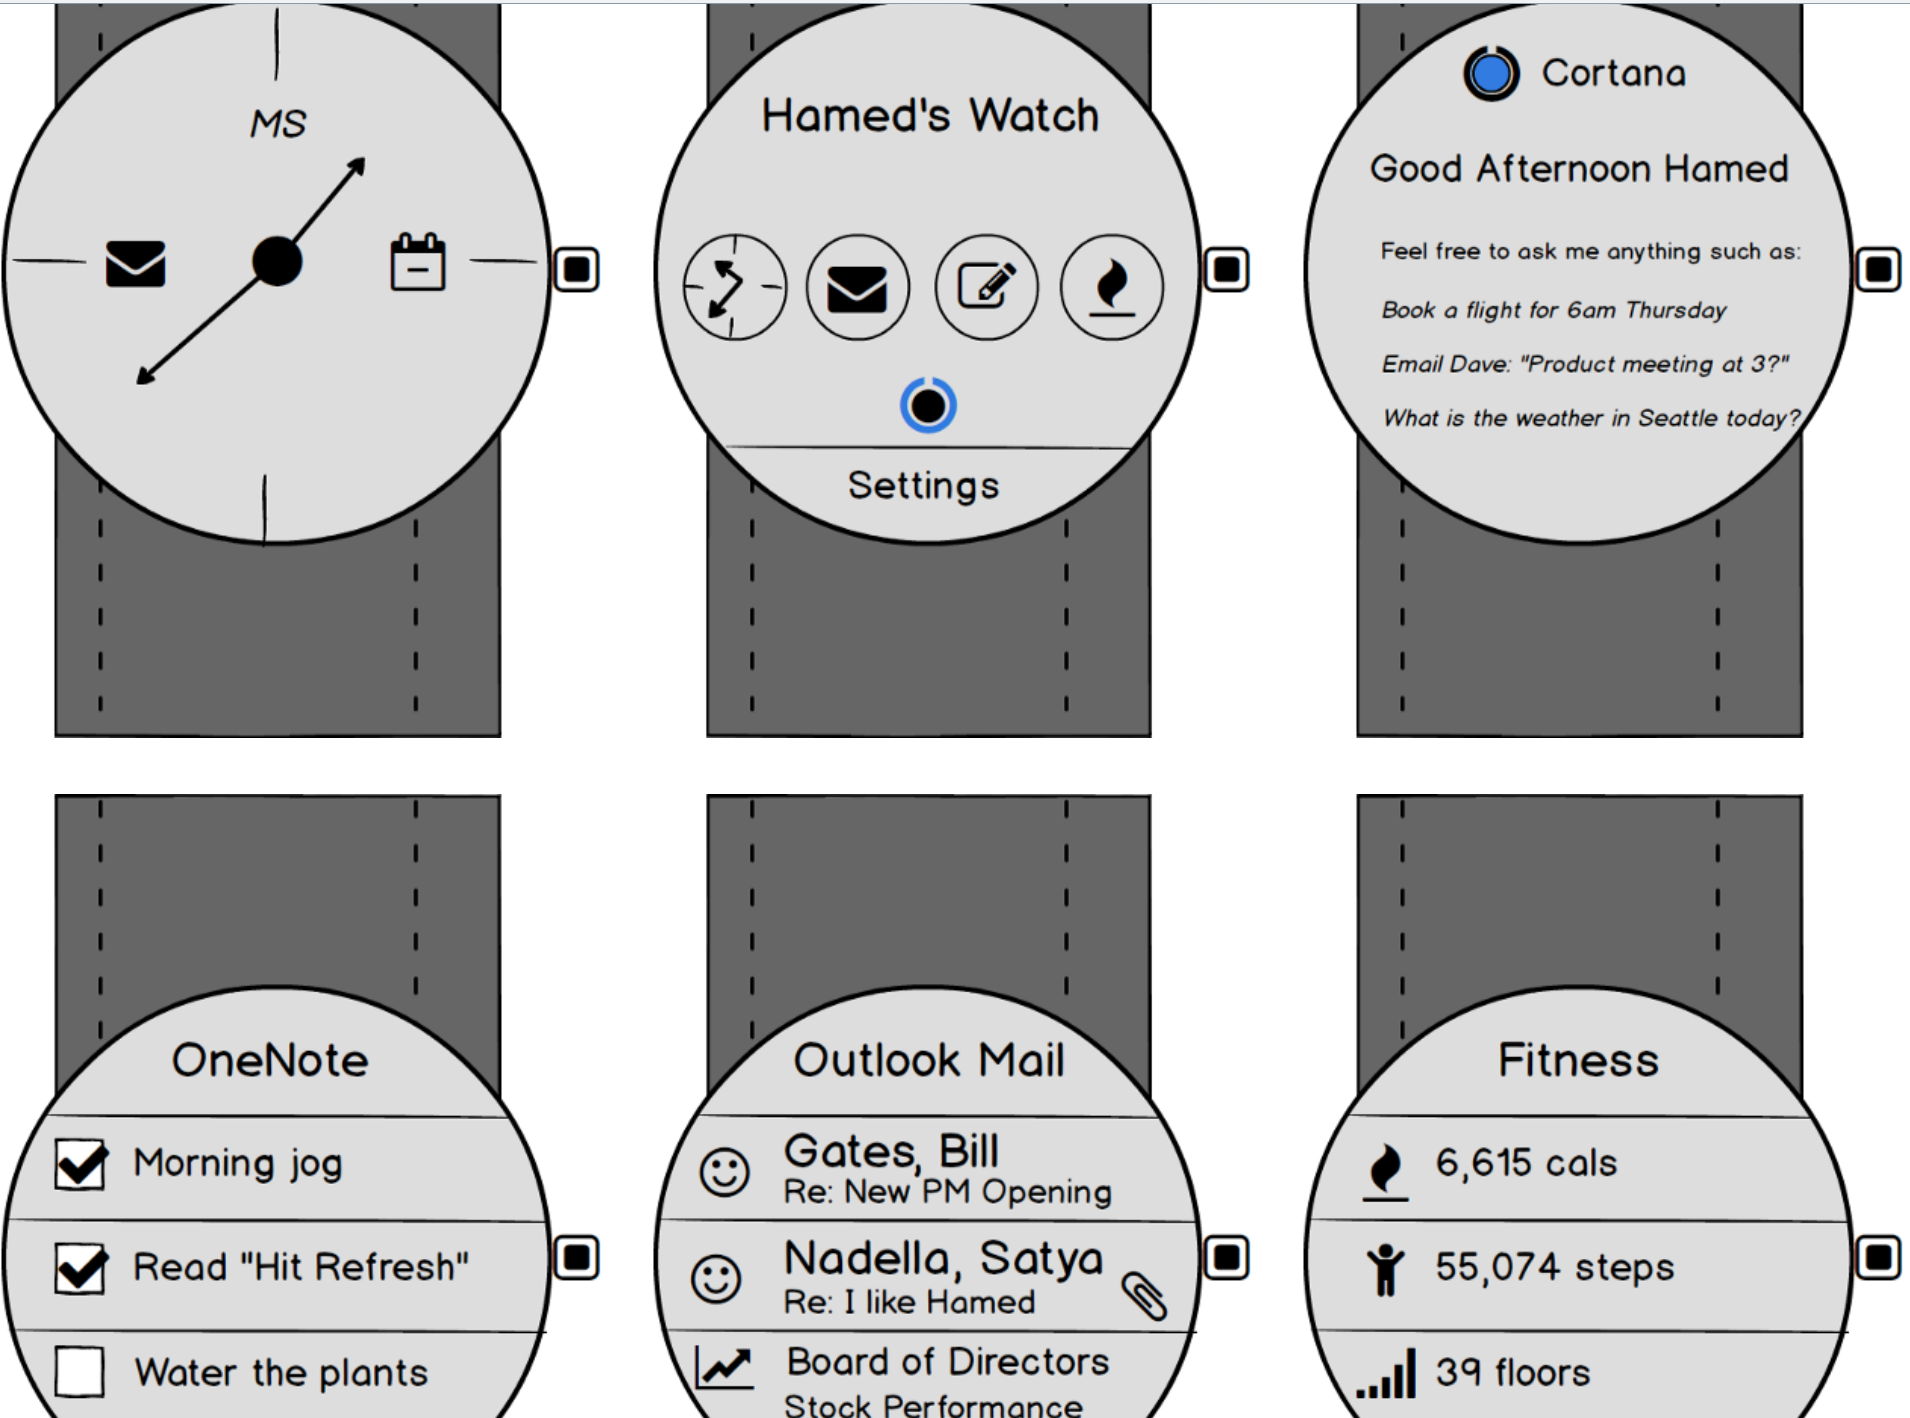 MS
Hamed's Watch
Settings
Cortana
Good Afternoon Hamed
Feel free to ask me anything such as:
Book a flight for 6am Thursday
Email Dave: "Product meeting at 3?"
What is the weather in Seattle today?
OneNote
Morning jog
Read "Hit Refresh"
Water the plants
Outlook Mail
Gates, Bill
Re: New PM Opening
Nadella, Satya
Re: I like Hamed
Board of Directors
Stock Performance
Fitness
6,615 cals
55,074 steps
39 floors